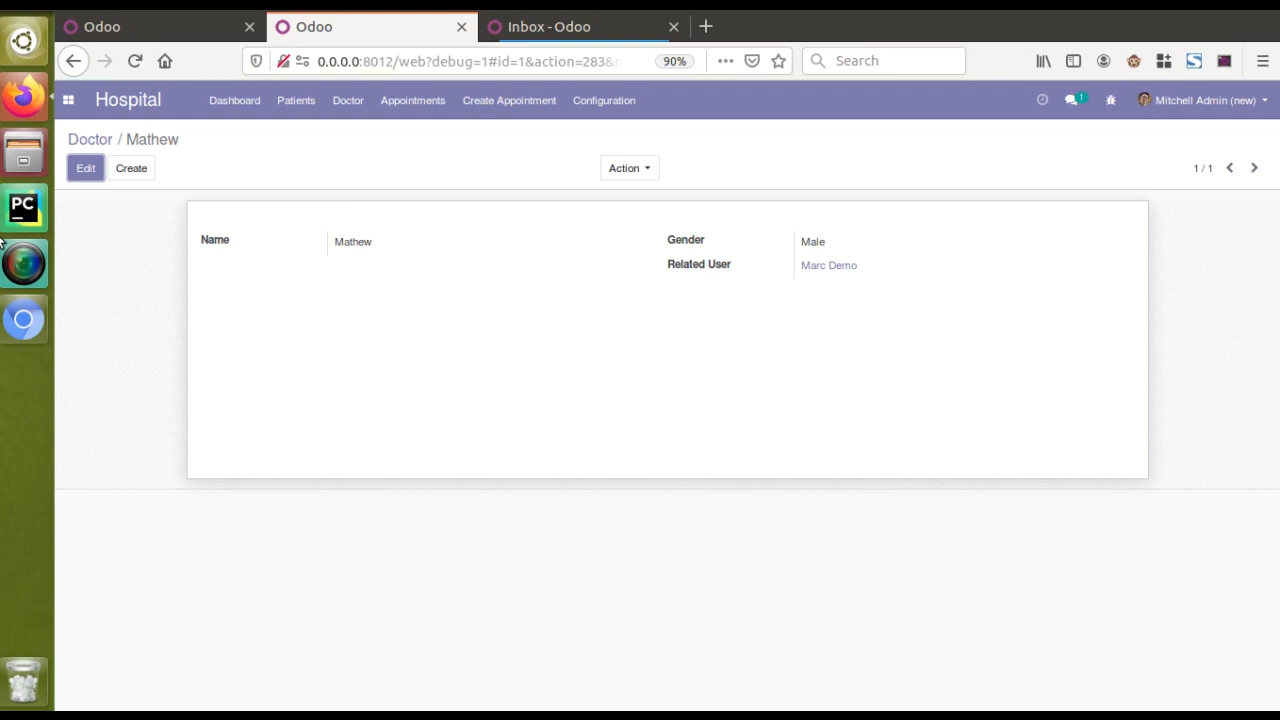 Odoo
Odoo
Inbox - Odoo
0.0.0.0:8012/web?debug=1#id=1&action=283&
90%
Search
Hospital
Dashboard
Patients
Doctor
Appointments
Create Appointment
Configuration
1
Mitchell Admin (new)
Doctor / Mathew
Edit
Create
Action
1 / 1
Name
Mathew
Gender
Male
Related User
Marc Demo
PC
S